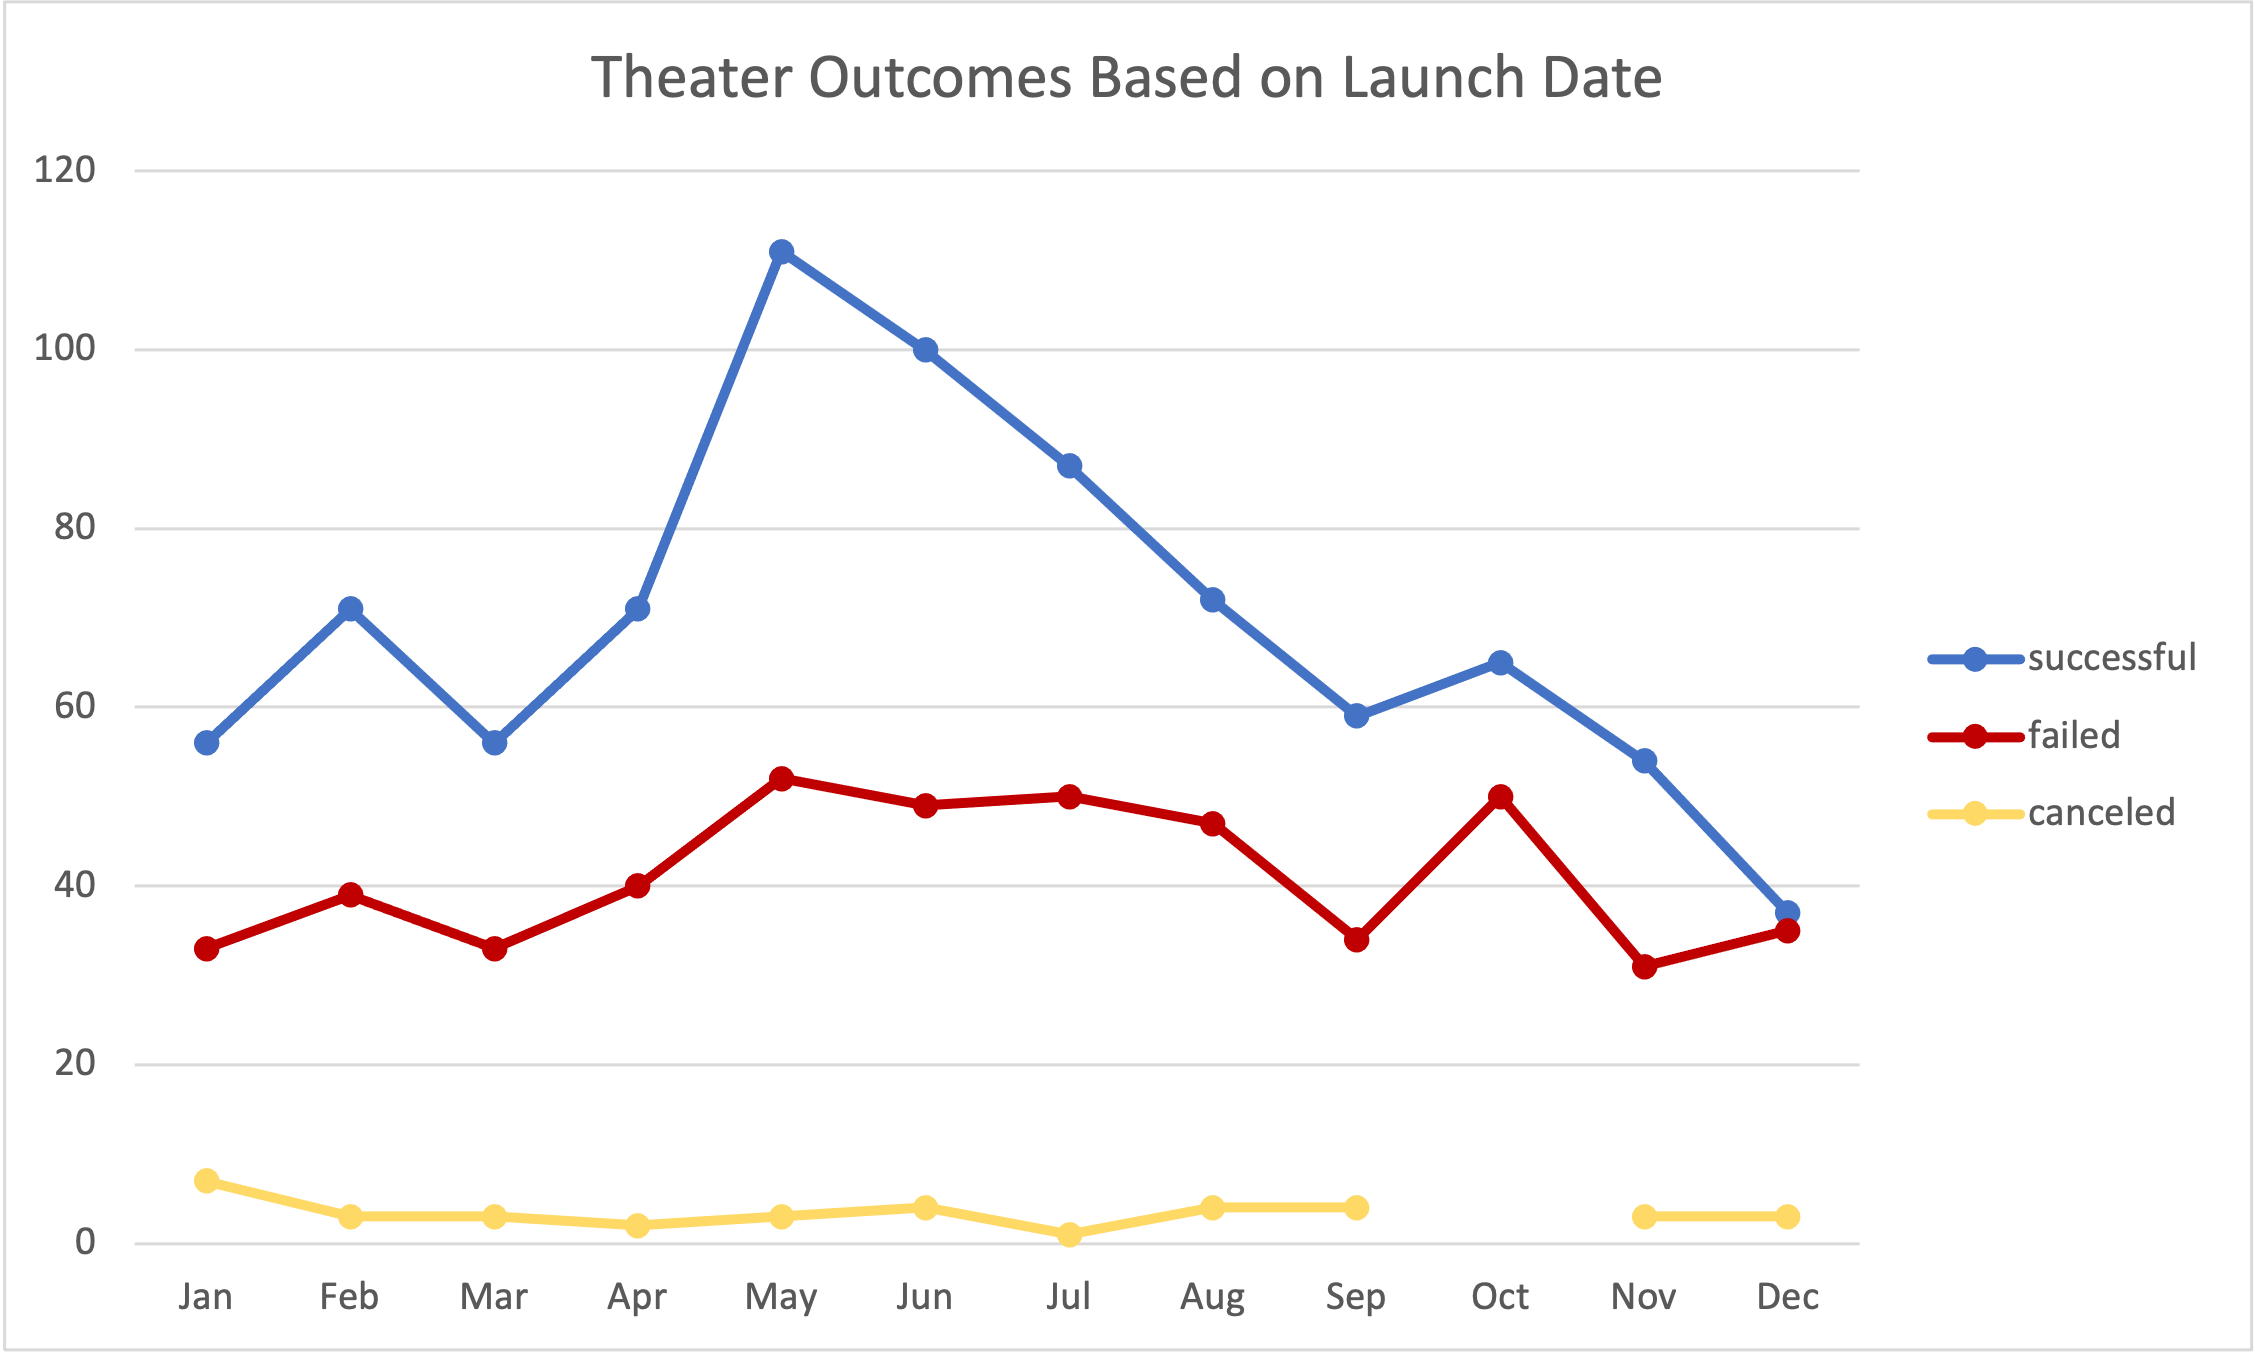 Theater Outcomes Based on Launch Date
120
100
80
60
40
20
0
Jan Feb Mar Apr May Jun Jul Aug Sep Oct Nov Dec
successful
failed
canceled